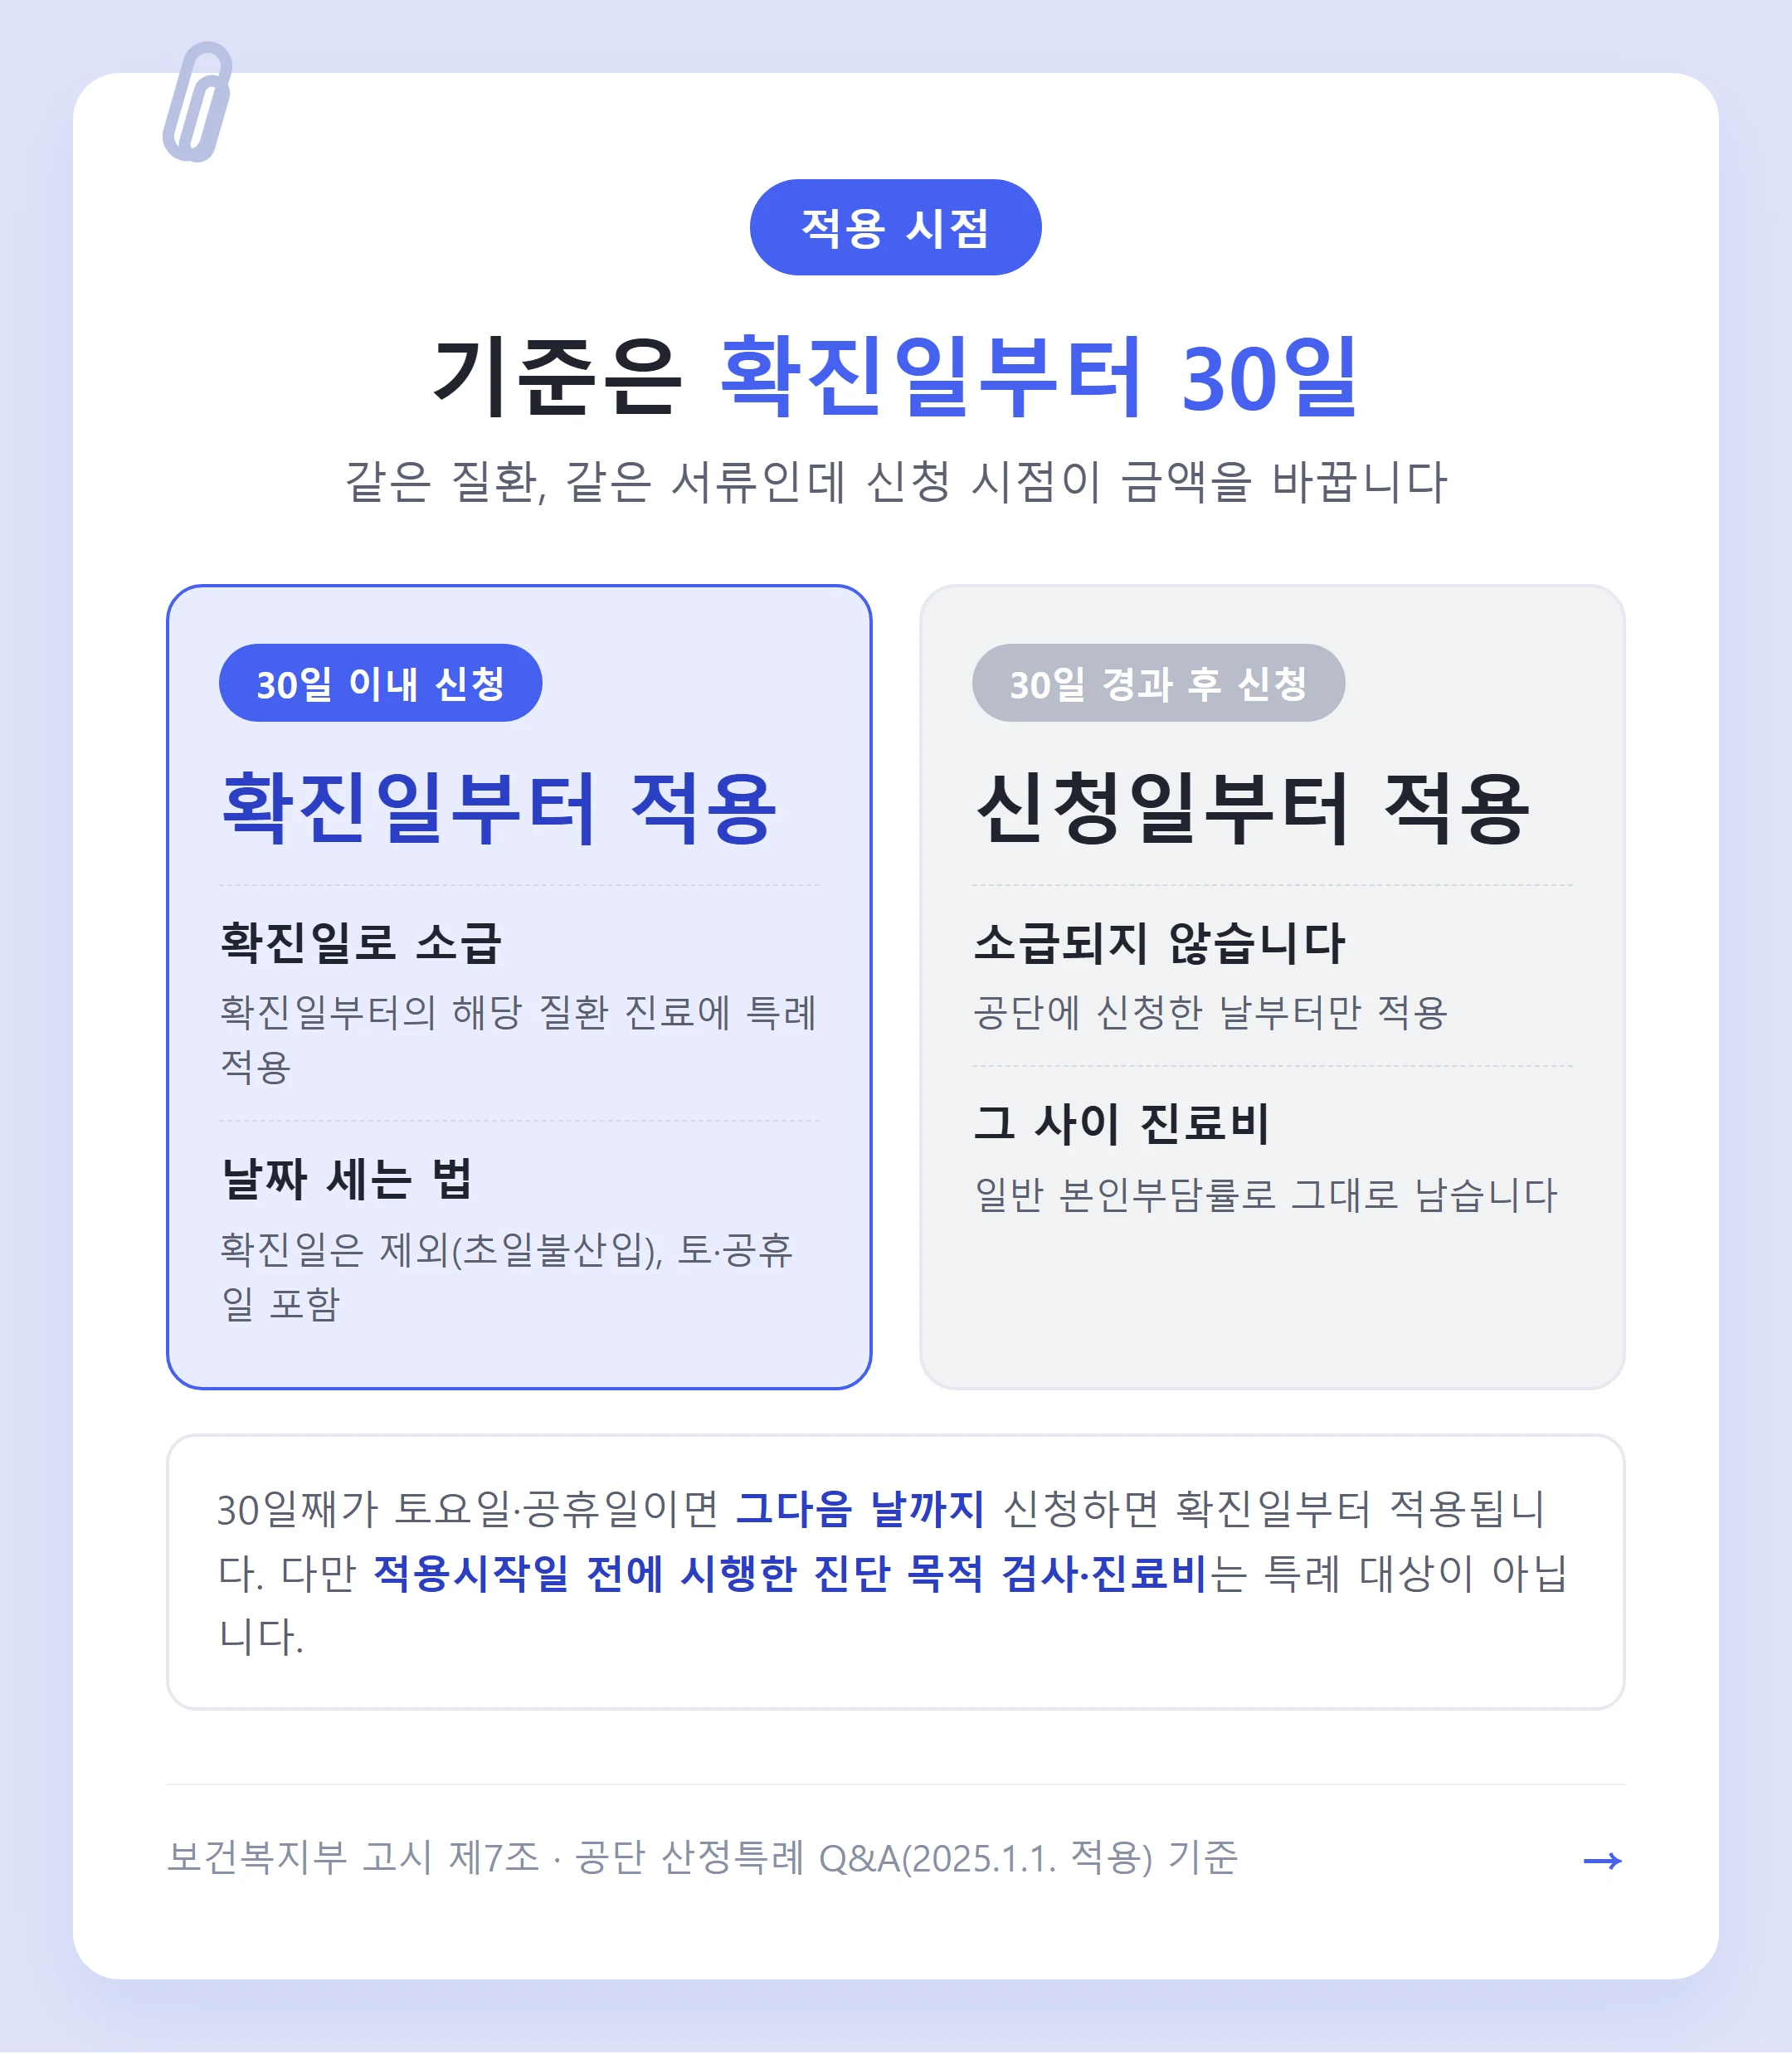 적용 시점
기준은 확진일부터 30일
같은 질환, 같은 서류인데 신청 시점이 금액을 바꿉니다
30일 이내 신청
확진일부터 적용
확진일로 소급
확진일부터의 해당 질환 진료에 특례
적용
날짜 세는 법
확진일은 제외(초일불산입), 토·공휴
일 포함
30일 경과 후 신청
신청일부터 적용
소급되지 않습니다
공단에 신청한 날부터만 적용
그 사이 진료비
일반 본인부담률로 그대로 남습니다
30일째가 토요일·공휴일이면 그다음 날까지 신청하면 확진일부터 적용됩니
다. 다만 적용시작일 전에 시행한 진단 목적 검사·진료비는 특례 대상이 아닙
니다.
보건복지부 고시 제7조 · 공단 산정특례 Q&A(2025.1.1. 적용) 기준 →